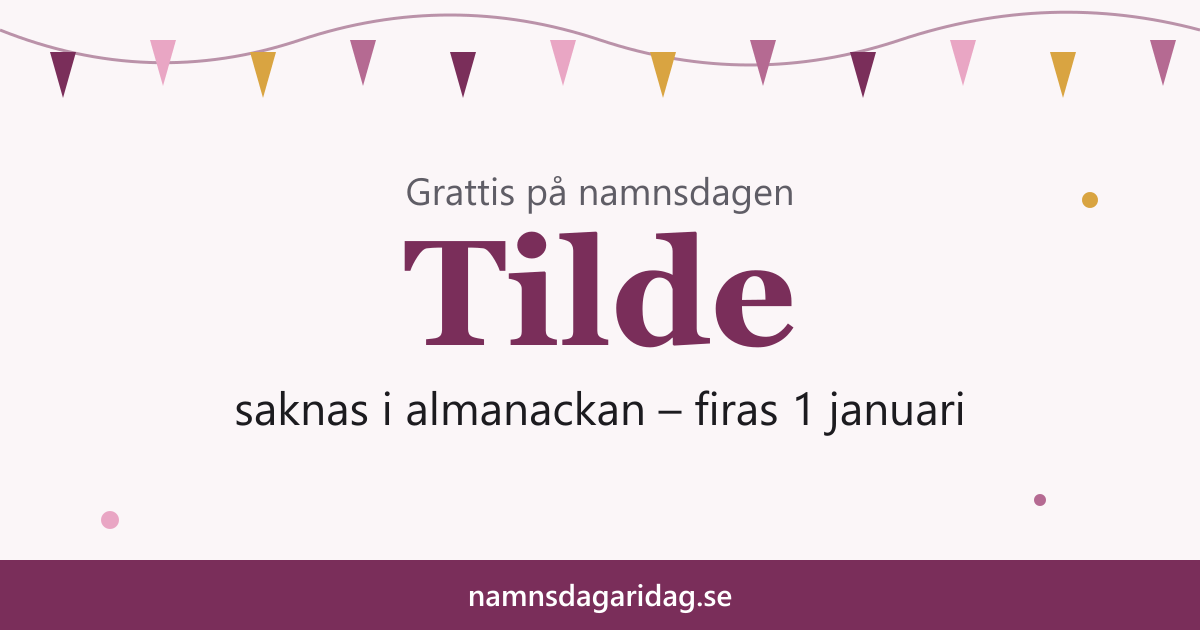 Grattis på namnsdagen
Tilde
saknas i almanackan – firas 1 januari
namnsdagaridag.se